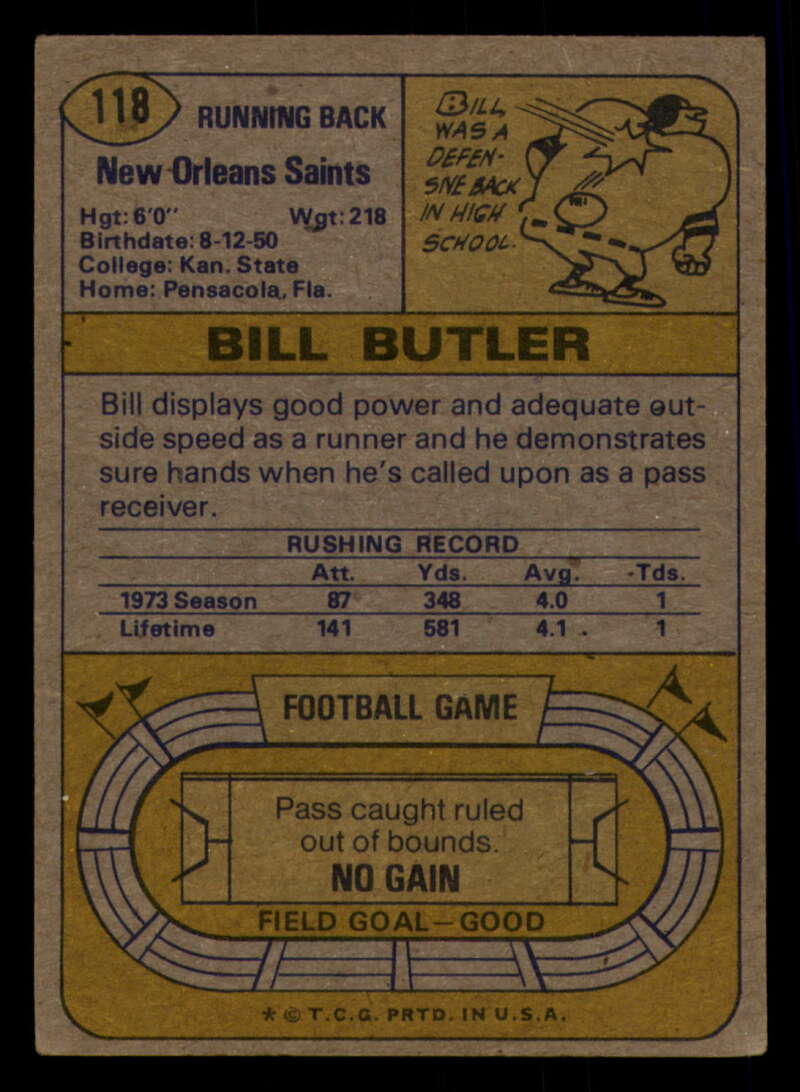 118
RUNNING BACK
New Orleans Saints
Hgt: 6'0" Wgt: 218
Birthdate: 8-12-50
College: Kan. State
Home: Pensacola, Fla.
BILL
WAS A
DEFEN-
SIVE BACK
IN HIGH
SCHOOL.
BILL BUTLER
Bill displays good power and adequate out-
side speed as a runner and he demonstrates
sure hands when he's called upon as a pass
receiver.
RUSHING RECORD
Att. Yds. Avg. Tds.
1973 Season 87 348 4.0 1
Lifetime 141 581 4.1 1
FOOTBALL GAME
Pass caught ruled
out of bounds.
NO GAIN
FIELD GOAL—GOOD
* © T.C.G. PRTD. IN U.S.A.